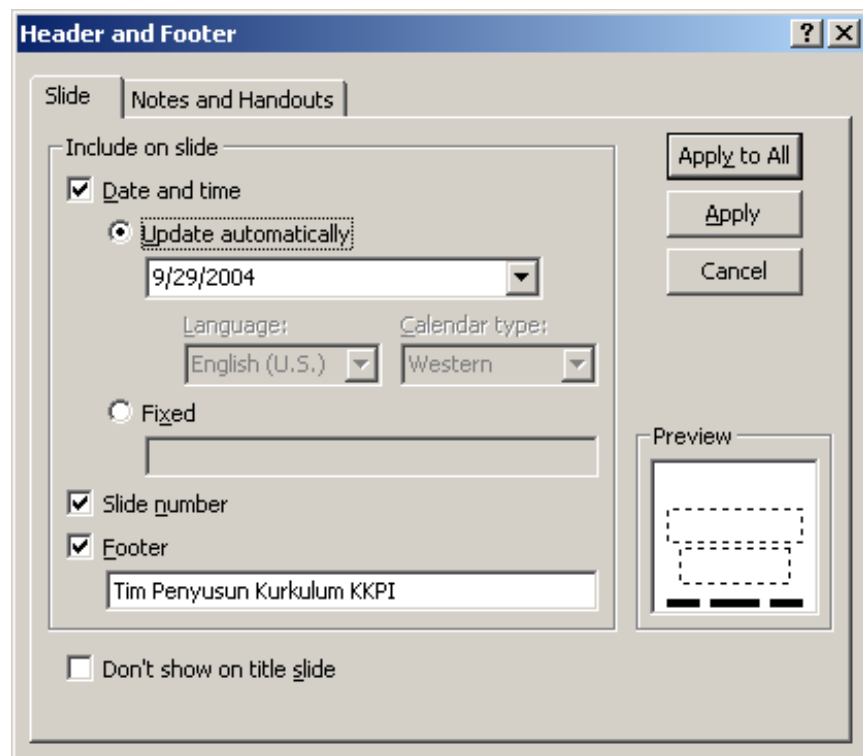 Header and Footer
Slide
Notes and Handouts
Include on slide
Date and time
Update automatically
9/29/2004
Language: Calendar type:
English (U.S.) Western
Fixed
Slide number
Footer
Tim Penyusun Kurkulum KKPI
Don't show on title slide
Apply to All
Apply
Cancel
Preview